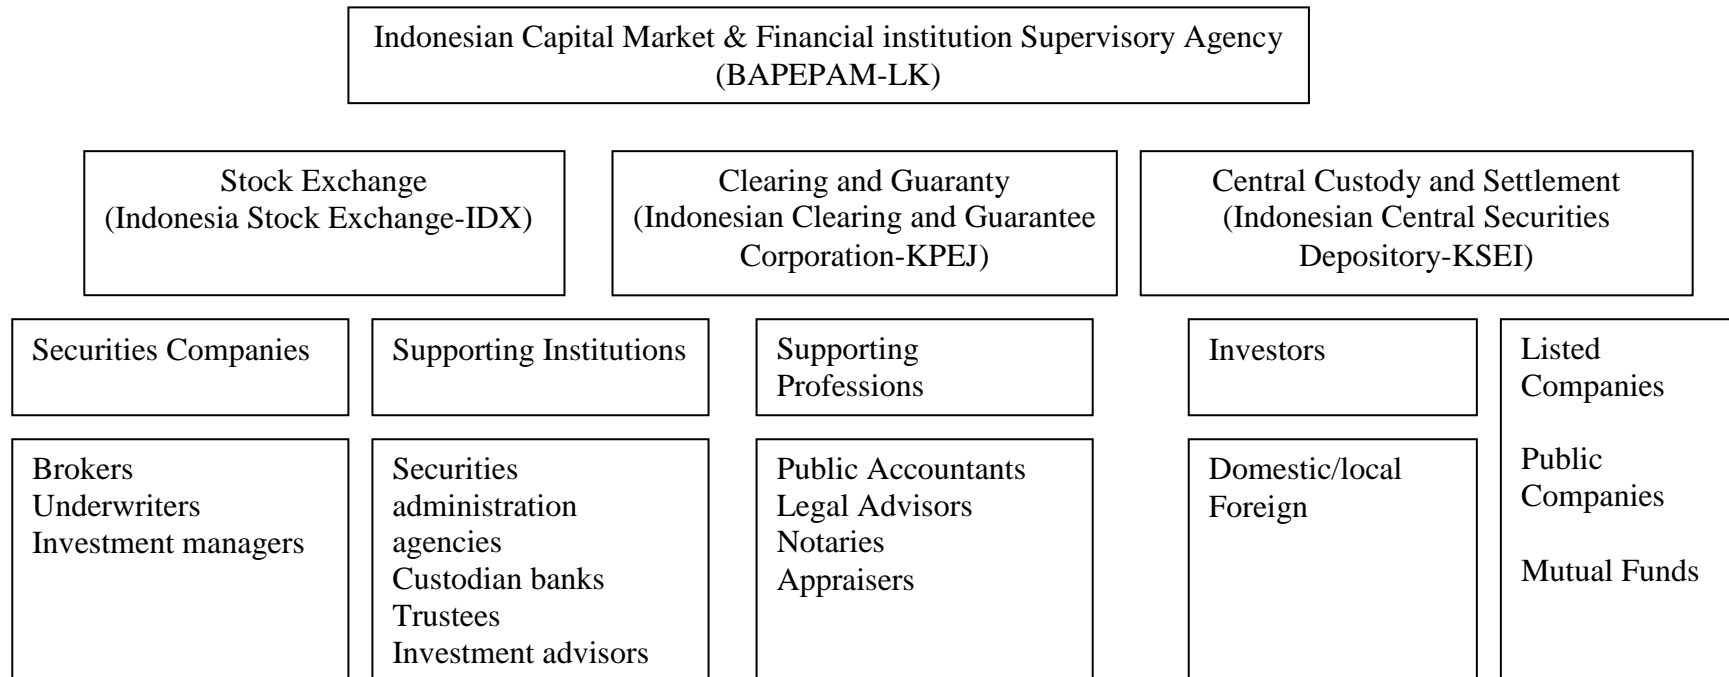 Indonesian Capital Market & Financial institution Supervisory Agency
(BAPEPAM-LK)
Stock Exchange
(Indonesia Stock Exchange-IDX)
Clearing and Guaranty
(Indonesian Clearing and Guarantee
Corporation-KPEJ)
Central Custody and Settlement
(Indonesian Central Securities
Depository-KSEI)
Securities Companies
Supporting Institutions
Supporting
Professions
Investors
Listed
Companies
Public
Companies
Mutual Funds
Brokers
Underwriters
Investment managers
Securities
administration
agencies
Custodian banks
Trustees
Investment advisors
Public Accountants
Legal Advisors
Notaries
Appraisers
Domestic/local
Foreign